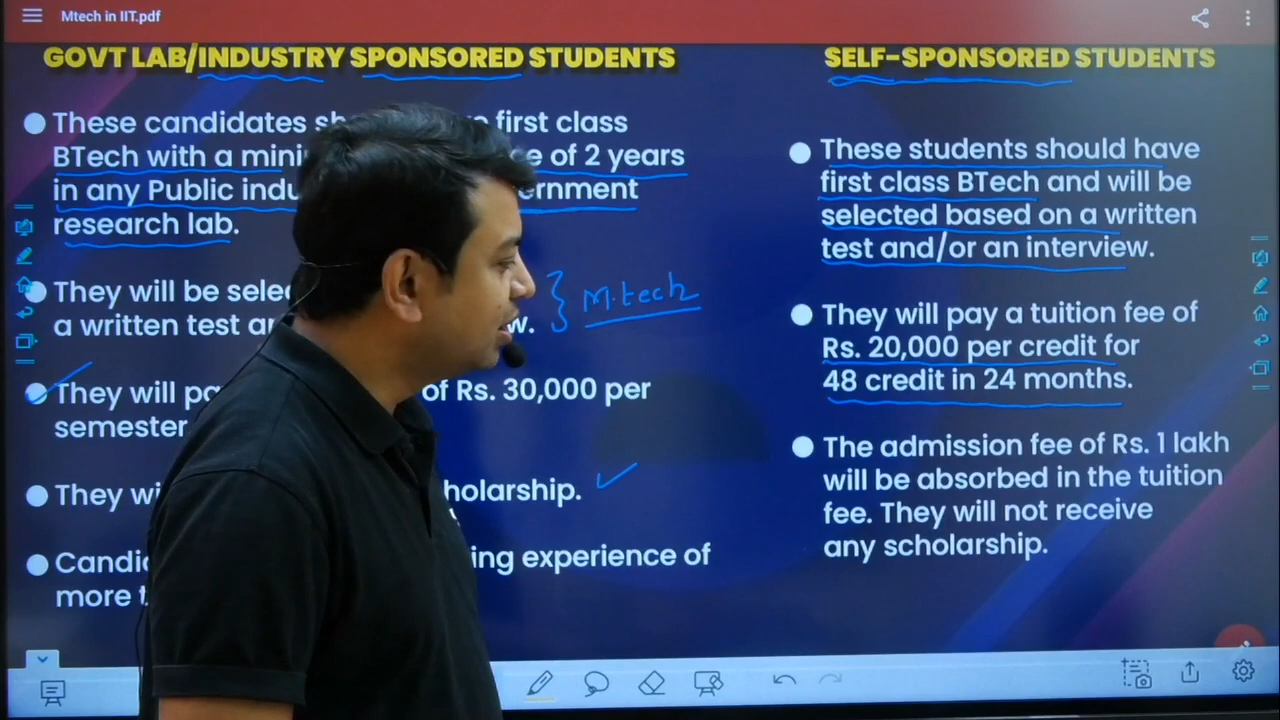 Mtech in IIT.pdf
GOVT LAB/INDUSTRY SPONSORED STUDENTS
These candidates first class
BTech with a of 2 years
in any Public
research lab.
They will be
a written test
} M.tech
They will of Rs. 30,000 per
semester
They
Candi ing experience of
more
SELF-SPONSORED STUDENTS
These students should have
first class BTech and will be
selected based on a written
test and/or an interview.
They will pay a tuition fee of
Rs. 20,000 per credit for
48 credit in 24 months.
The admission fee of Rs. 1 lakh
will be absorbed in the tuition
fee. They will not receive
any scholarship.